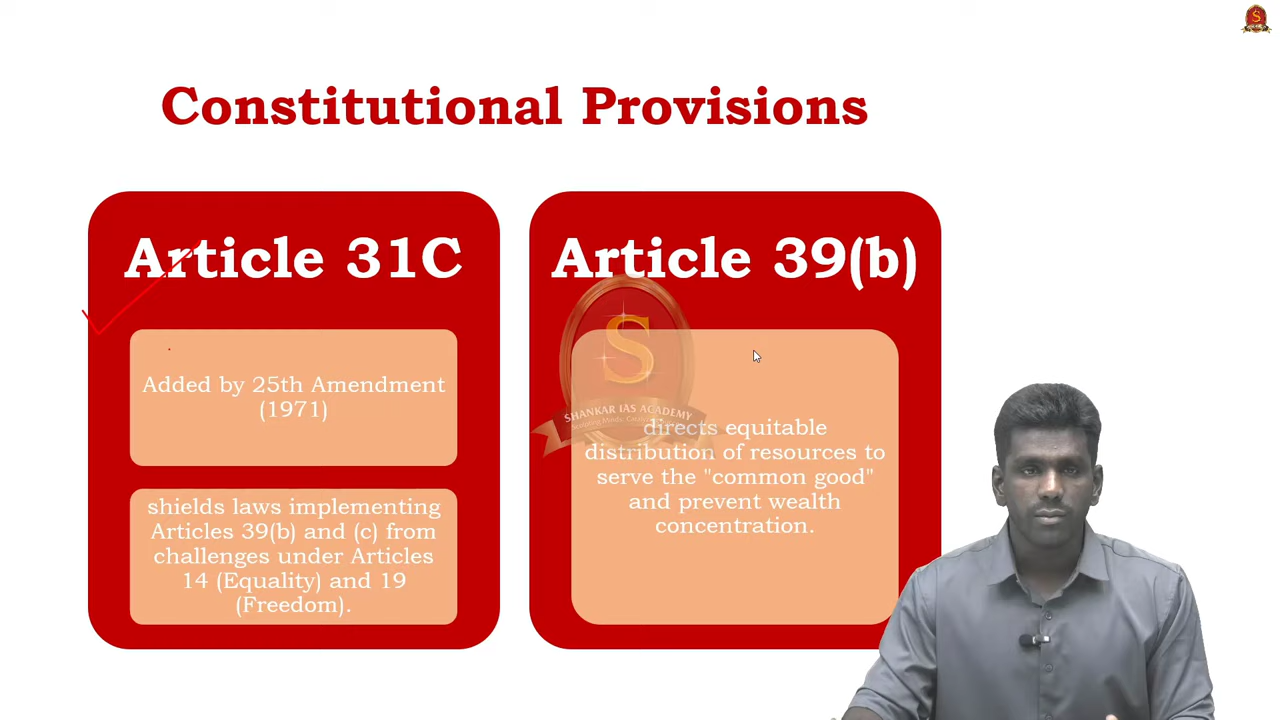 Constitutional Provisions
Article 31C
Added by 25th Amendment
(1971)
shields laws implementing
Articles 39(b) and (c) from
challenges under Articles
14 (Equality) and 19
(Freedom).
Article 39(b)
directs equitable
distribution of resources to
serve the "common good"
and prevent wealth
concentration.
S
SHANKAR IAS ACADEMY
S